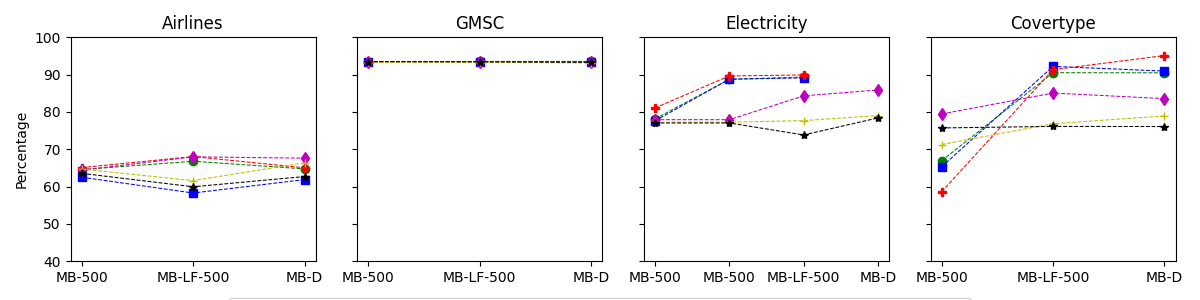 Airlines GMSC Electricity Covertype
100
90
80
70
60
50
40
Percentage
MB-500 MB-LF-500 MB-D MB-500 MB-LF-500 MB-D MB-500 MB-500 MB-LF-500 MB-D MB-500 MB-LF-500 MB-D